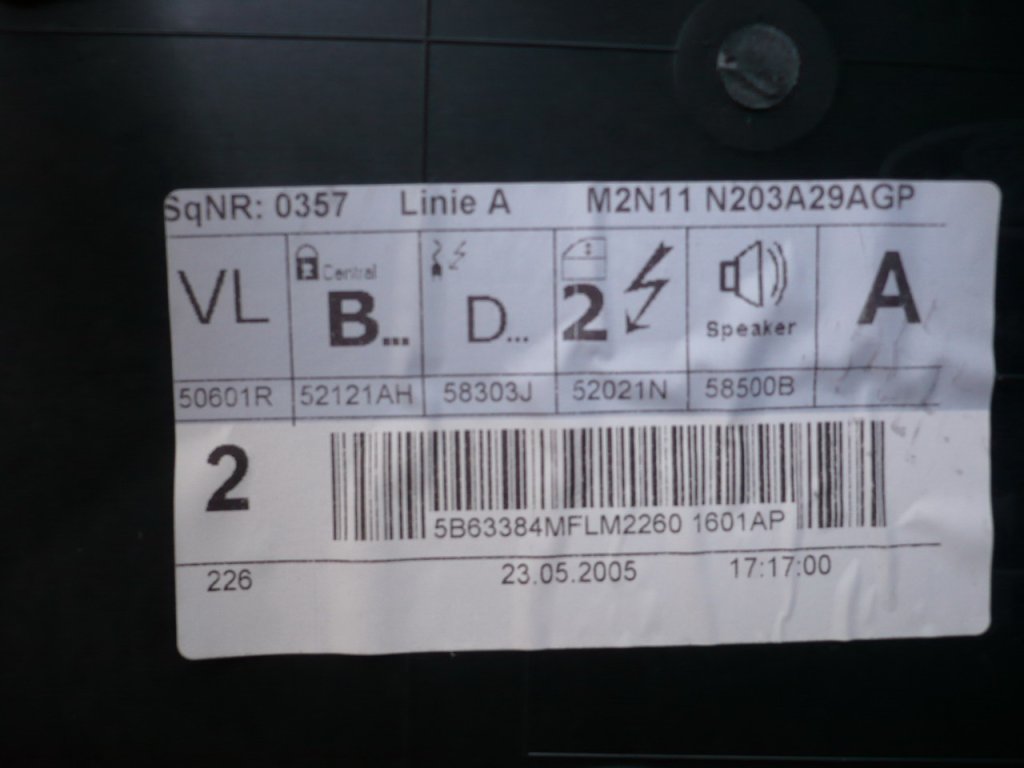 SqNR: 0357 Linie A M2N11 N203A29AGP
VL Central B... D... 2 Speaker A
50601R 52121AH 58303J 52021N 58500B
2
5B63384MFLM2260 1601AP
226 23.05.2005 17:17:00